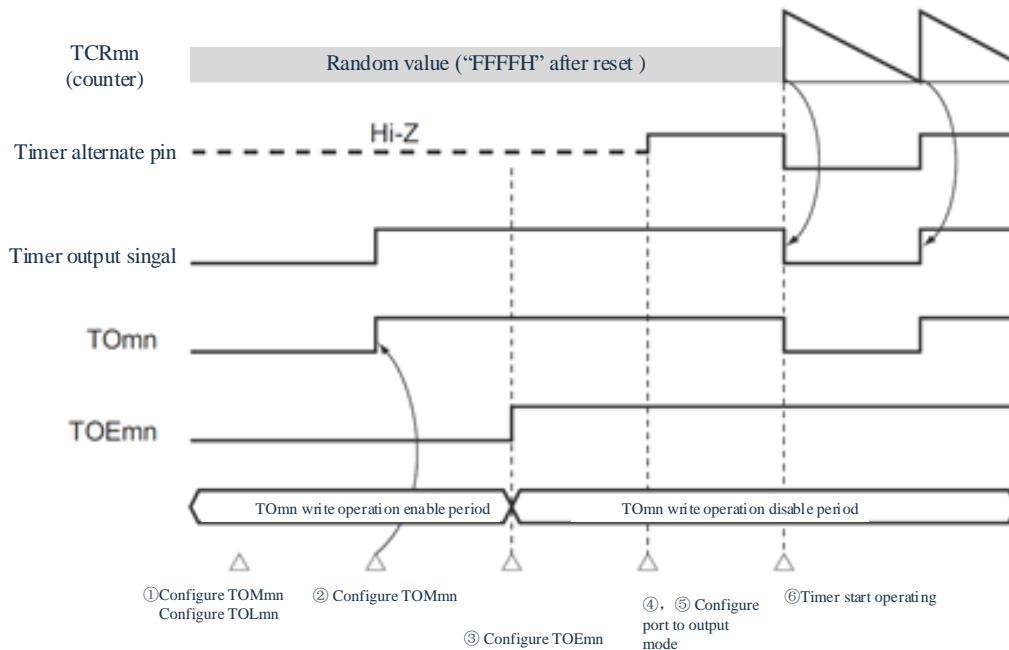 TCRmn
(counter)
Random value (“FFFFH” after reset )
Hi-Z
Timer alternate pin
Timer output singal
TOmn
TOEmn
TOmn write operation enable period
TOmn write operation disable period
①Configure TOMmn
Configure TOLmn
② Configure TOMmn
③ Configure TOEmn
④, ⑤ Configure
port to output
mode
⑥Timer start operating